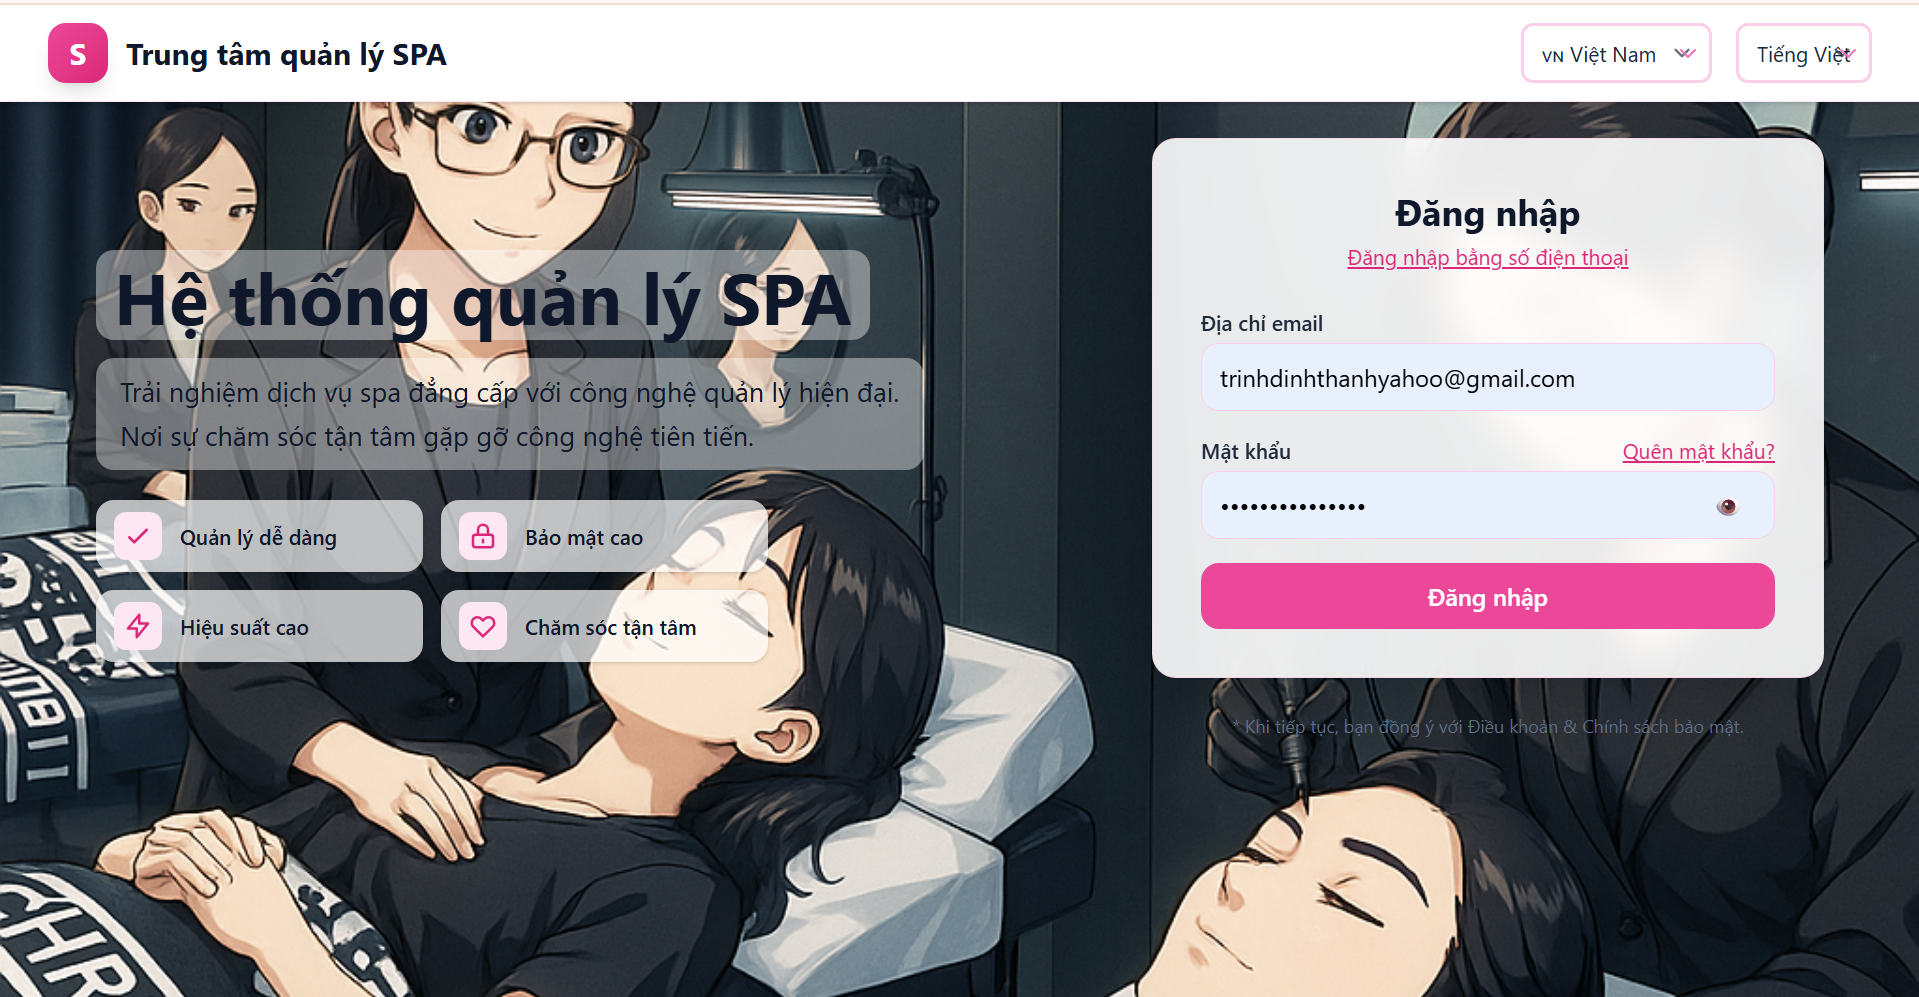 S
Trung tâm quản lý SPA
VN Việt Nam
Tiếng Việt
Hệ thống quản lý SPA
Trải nghiệm dịch vụ spa đẳng cấp với công nghệ quản lý hiện đại.
Nơi sự chăm sóc tận tâm gặp gỡ công nghệ tiên tiến.
Quản lý dễ dàng
Bảo mật cao
Hiệu suất cao
Chăm sóc tận tâm
Đăng nhập
Đăng nhập bằng số điện thoại
Địa chỉ email
trinhdinhthanhyahoo@gmail.com
Mật khẩu
Quên mật khẩu?
•••••••••••••••
Đăng nhập
* Khi tiếp tục, bạn đồng ý với Điều khoản & Chính sách bảo mật.